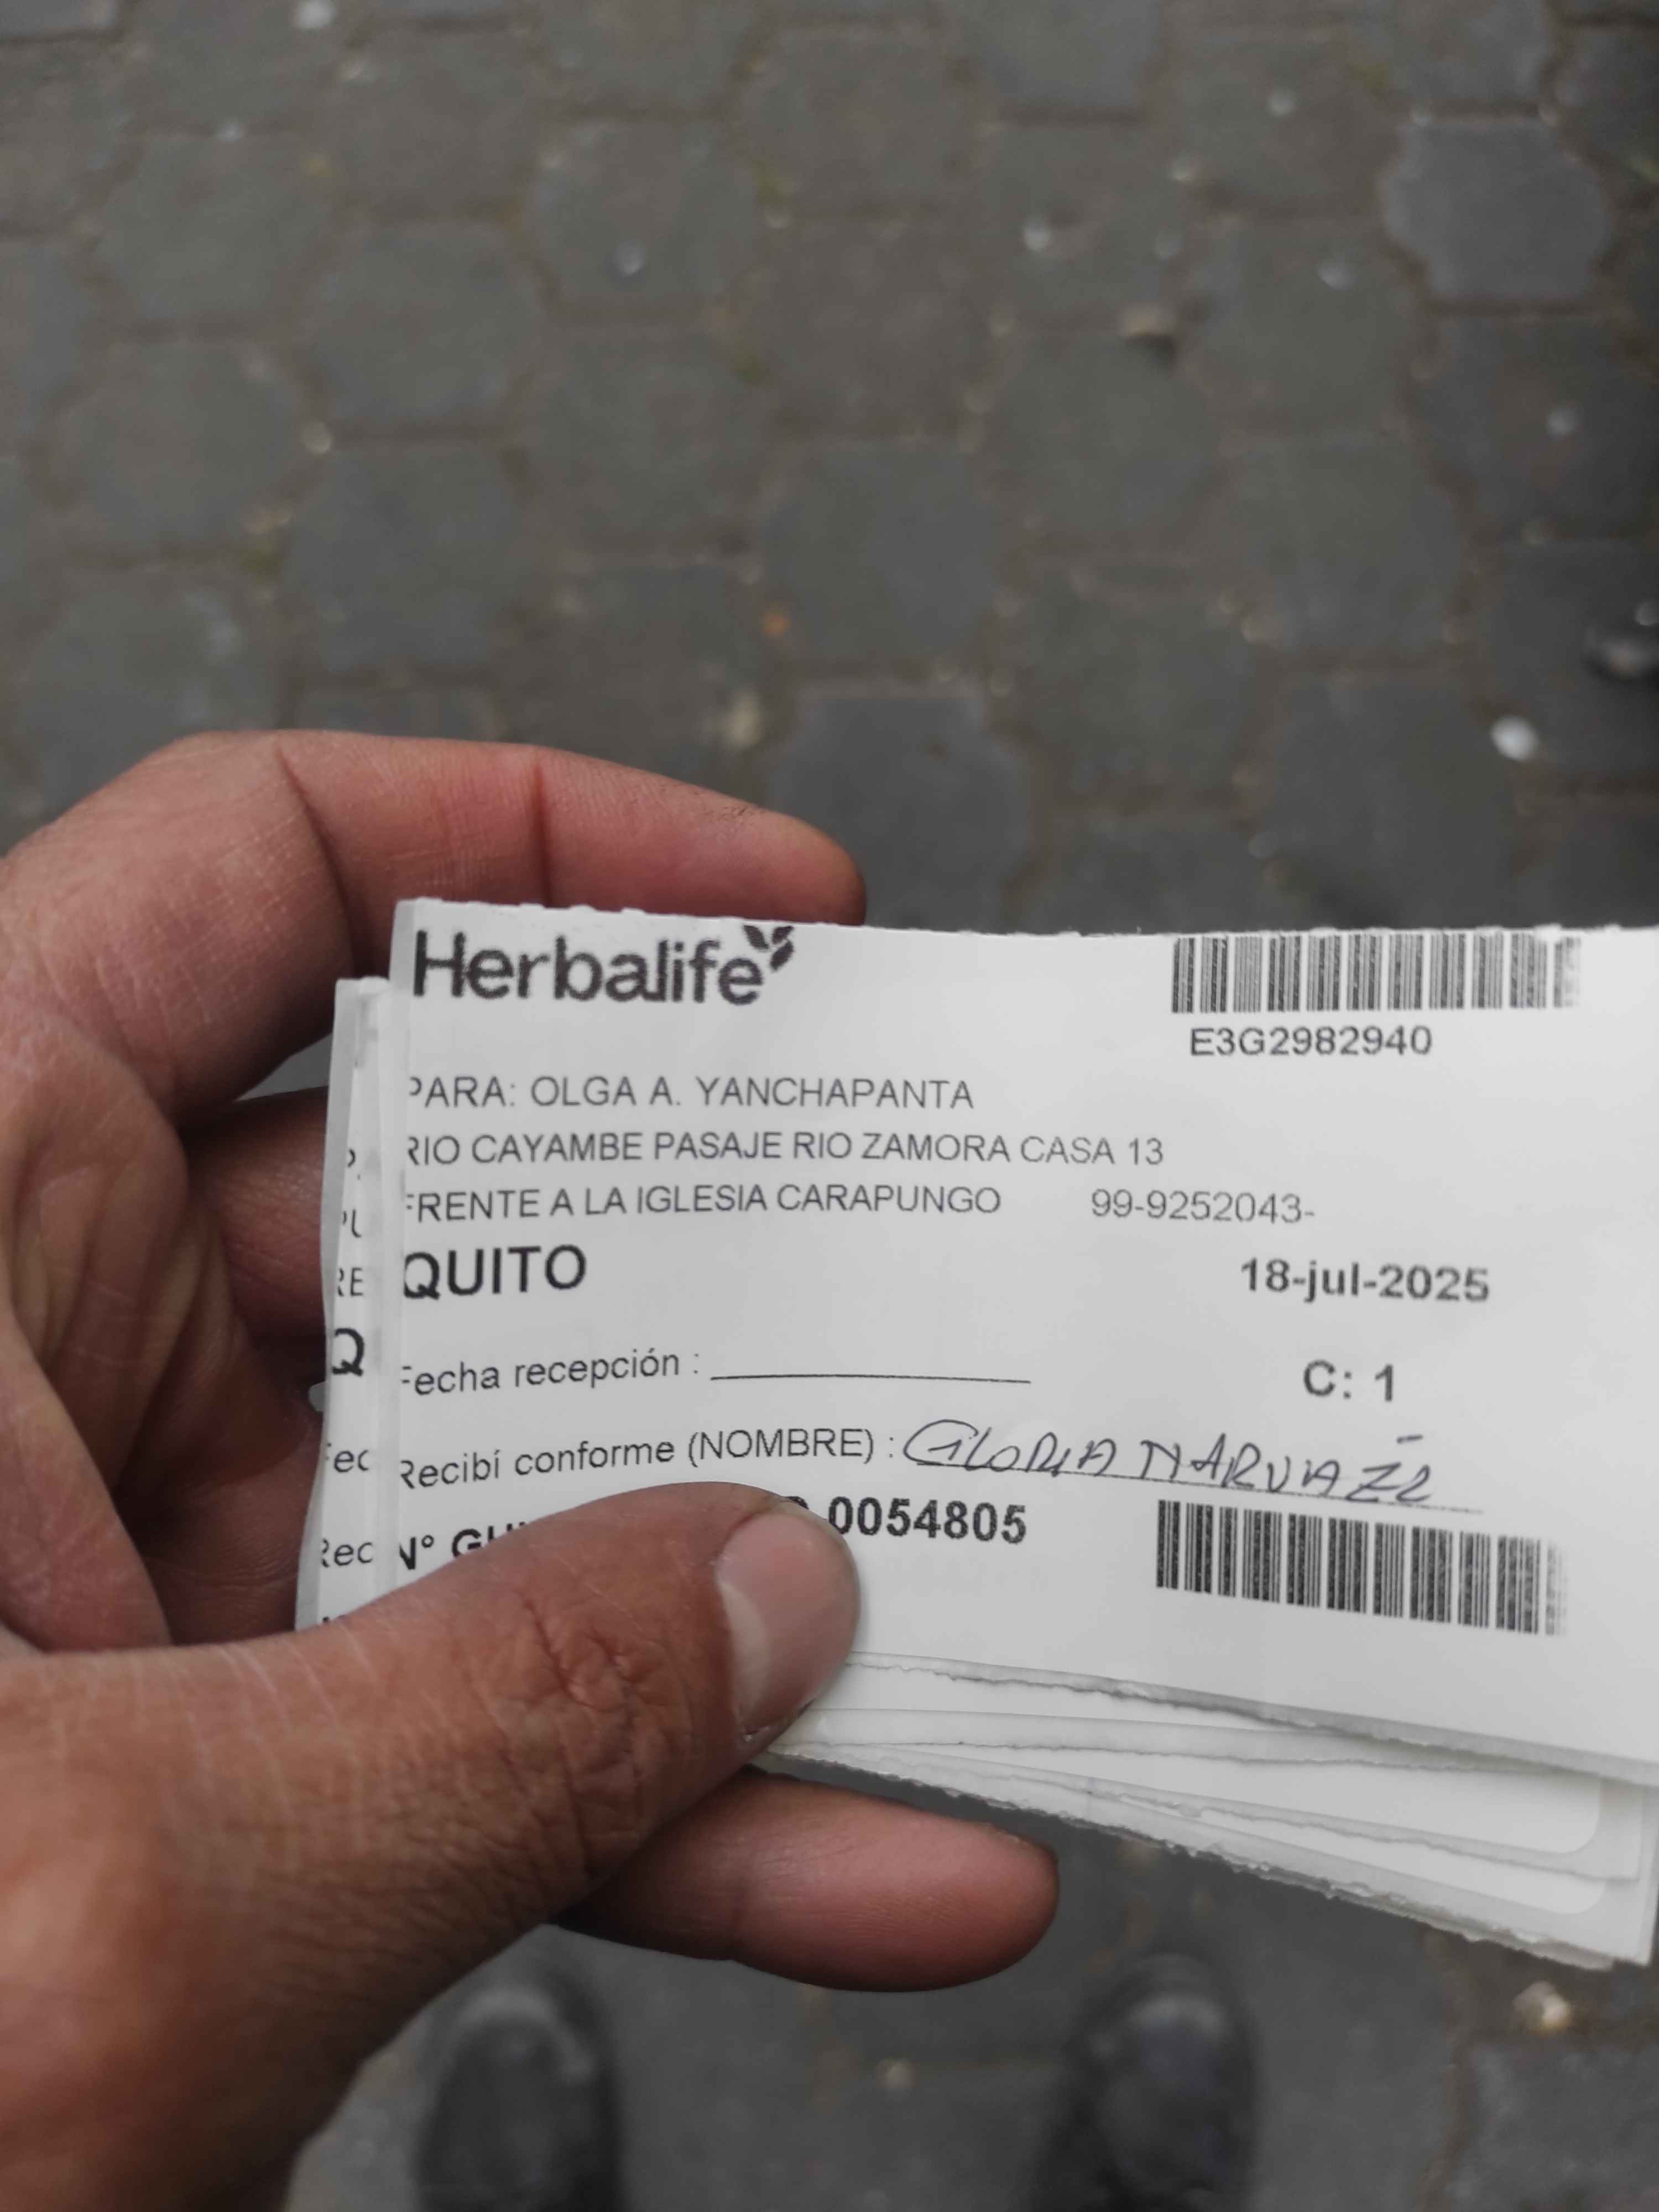 Herbalife
E3G2982940
PARA: OLGA A. YANCHAPANTA
RIO CAYAMBE PASAJE RIO ZAMORA CASA 13
FRENTE A LA IGLESIA CARAPUNGO 99-9252043-
QUITO 18-jul-2025
Fecha recepción :
C: 1
Recibí conforme (NOMBRE) : GLORIA NARVAEZ
N° 0054805